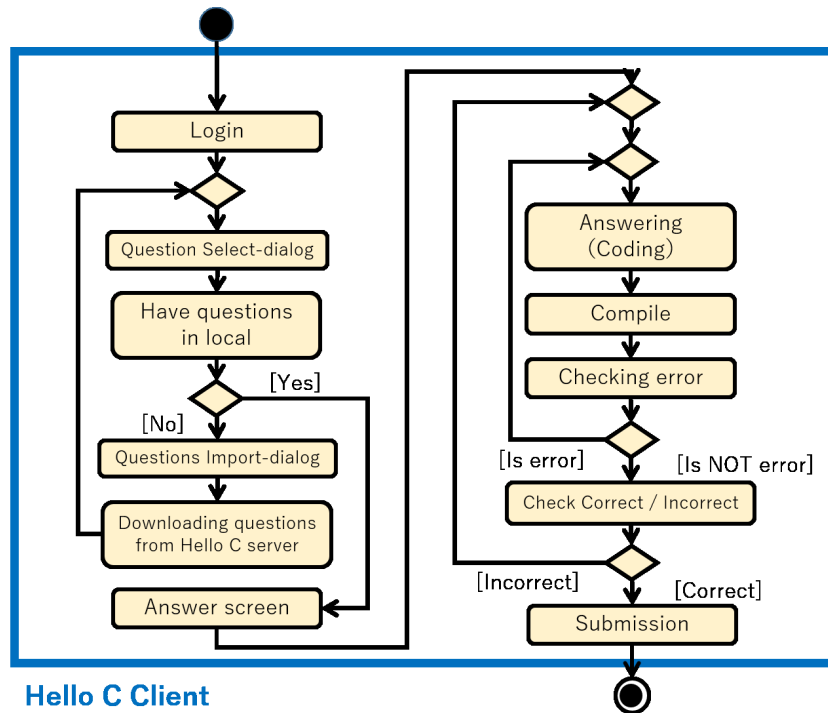 Login
Question Select-dialog
Have questions
in local
[Yes]
[No]
Questions Import-dialog
Downloading questions
from Hello C server
Answer screen
Answering
(Coding)
Compile
Checking error
[Is error]
[Is NOT error]
Check Correct / Incorrect
[Incorrect]
[Correct]
Submission
Hello C Client